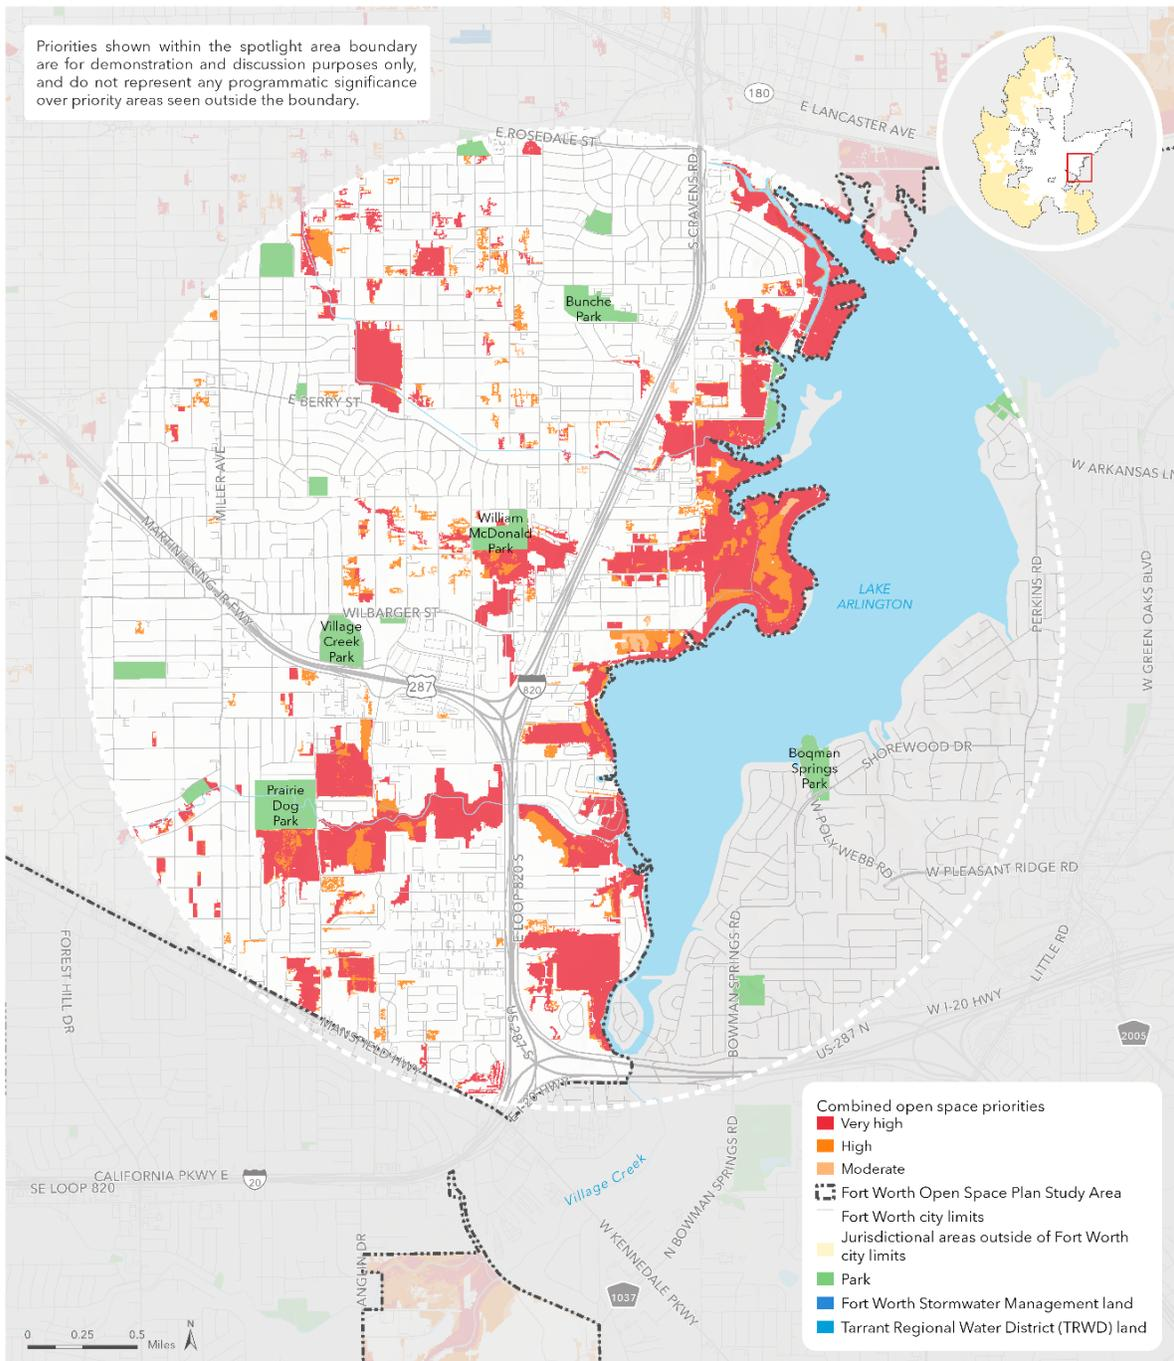 Priorities shown within the spotlight area boundary
are for demonstration and discussion purposes only,
and do not represent any programmatic significance
over priority areas seen outside the boundary.
180
E LANCASTER AVE
E ROSEDALE ST
S CRAVENS RD
Bunche
Park
E BERRY ST
MILLER AVE
W ARKANSAS LN
MARTIN L KING JR FWY
William
McDonald
Park
LAKE
ARLINGTON
PERKINS RD
W GREEN OAKS BLVD
WILBARGER ST
Village
Creek
Park
287
820
Boqman
Springs
Park
SHOREWOOD DR
Prairie
Dog
Park
W POLY WEBB RD
W PLEASANT RIDGE RD
E LOOP 820 S
FOREST HILL DR
BOWMAN SPRINGS RD
LITTLE RD
W I-20 HWY
US-287 N
US-287 S
MANSFIELD HWY
E I-20 HWY
2005
CALIFORNIA PKWY E
SE LOOP 820
20
Village Creek
N BOWMAN SPRINGS RD
W KENNEDALE PKWY
ANGLIN DR
1037
Combined open space priorities
Very high
High
Moderate
Fort Worth Open Space Plan Study Area
Fort Worth city limits
Jurisdictional areas outside of Fort Worth
city limits
Park
Fort Worth Stormwater Management land
Tarrant Regional Water District (TRWD) land
0 0.25 0.5
Miles
N